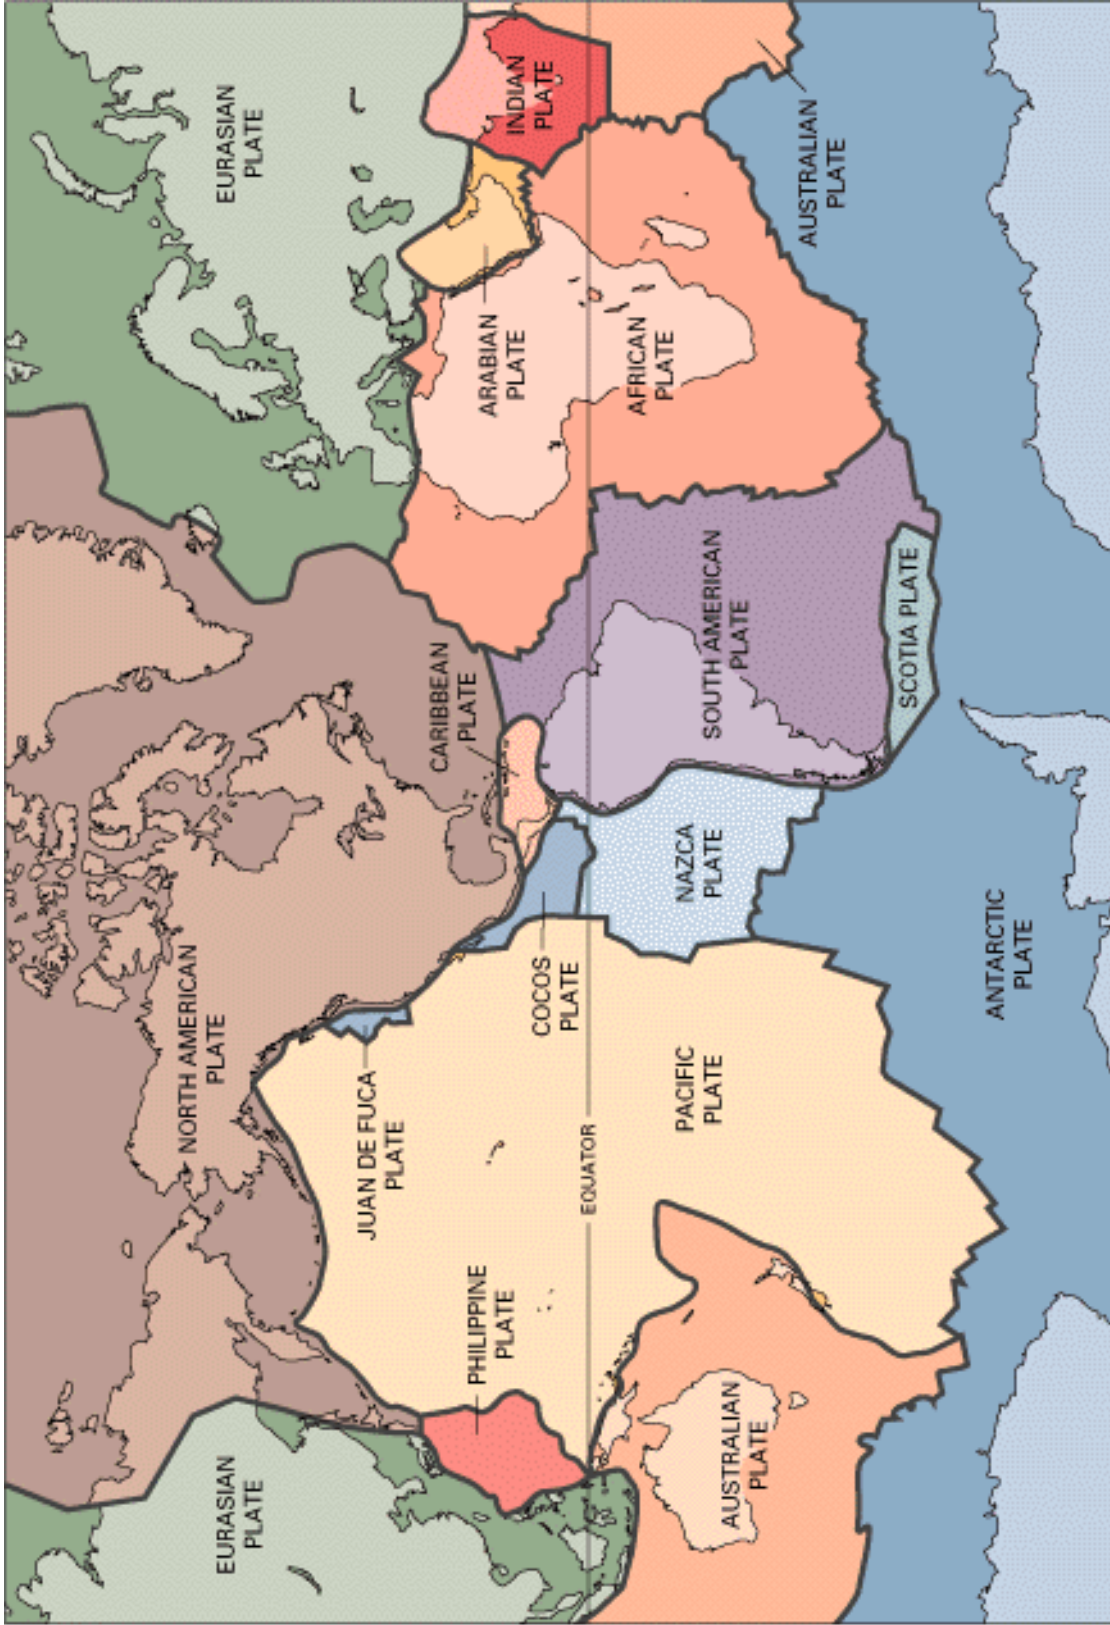 EURASIAN
PLATE
NORTH AMERICAN
PLATE
EURASIAN
PLATE
JUAN DE FUCA
PLATE
CARIBBEAN
PLATE
ARABIAN
PLATE
INDIAN
PLATE
PHILIPPINE
PLATE
COCOS
PLATE
EQUATOR
AUSTRALIAN
PLATE
PACIFIC
PLATE
NAZCA
PLATE
SOUTH AMERICAN
PLATE
AFRICAN
PLATE
AUSTRALIAN
PLATE
SCOTIA PLATE
ANTARCTIC
PLATE